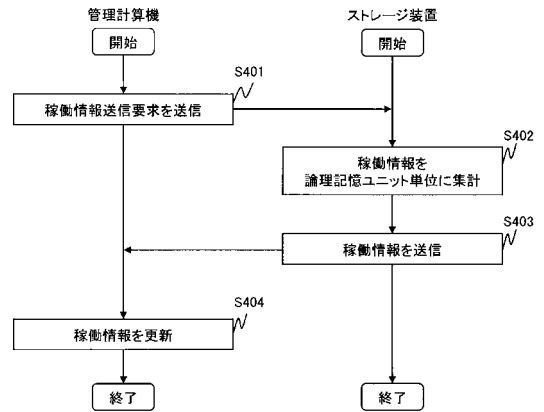 管理計算機
ストレージ装置
開始
開始
S401
稼働情報送信要求を送信
S402
稼働情報を
論理記憶ユニット単位に集計
S403
稼働情報を送信
S404
稼働情報を更新
終了
終了